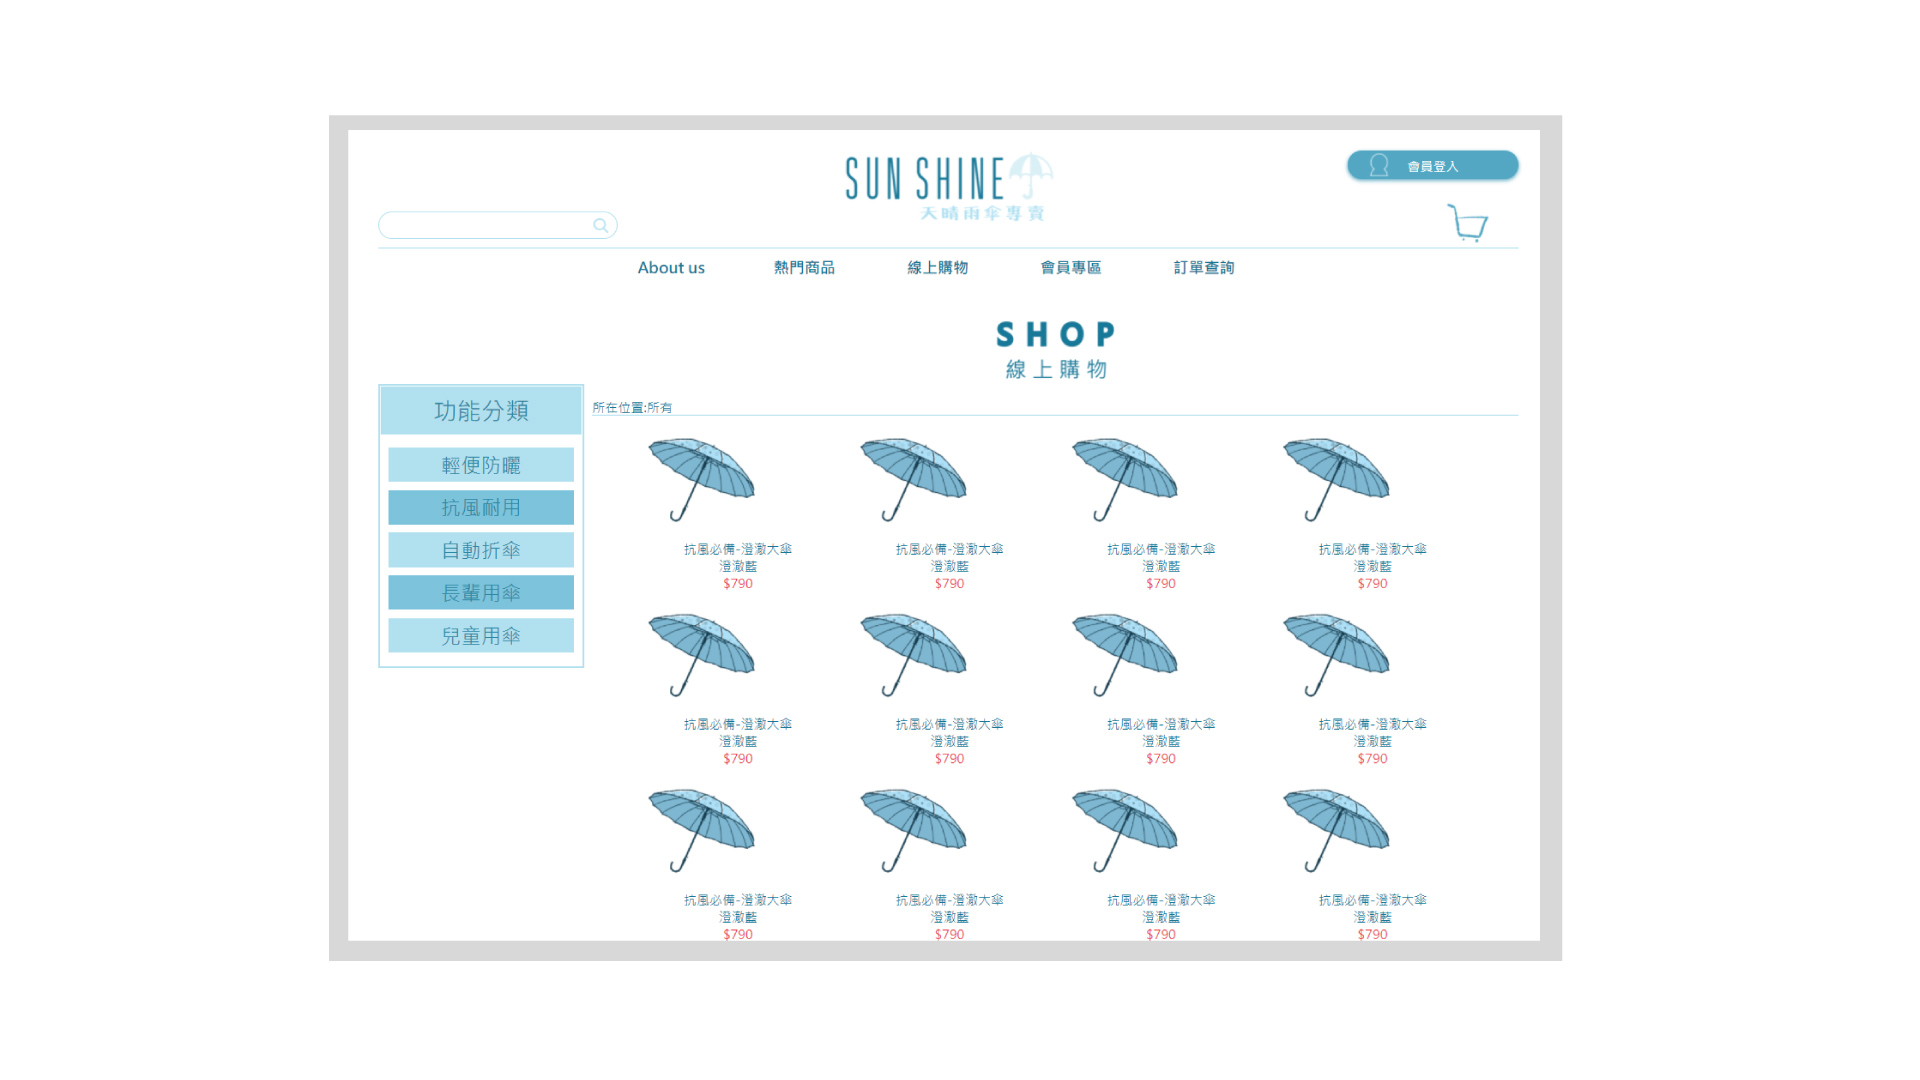 SUN SHINE
天晴雨傘專賣
會員登入
About us
熱門商品
線上購物
會員專區
訂單查詢
SHOP
線上購物
功能分類
輕便防曬
抗風耐用
自動折傘
長輩用傘
兒童用傘
所在位置:所有
抗風必備-澄澈大傘
澄澈藍
$790
抗風必備-澄澈大傘
澄澈藍
$790
抗風必備-澄澈大傘
澄澈藍
$790
抗風必備-澄澈大傘
澄澈藍
$790
抗風必備-澄澈大傘
澄澈藍
$790
抗風必備-澄澈大傘
澄澈藍
$790
抗風必備-澄澈大傘
澄澈藍
$790
抗風必備-澄澈大傘
澄澈藍
$790
抗風必備-澄澈大傘
澄澈藍
$790
抗風必備-澄澈大傘
澄澈藍
$790
抗風必備-澄澈大傘
澄澈藍
$790
抗風必備-澄澈大傘
澄澈藍
$790